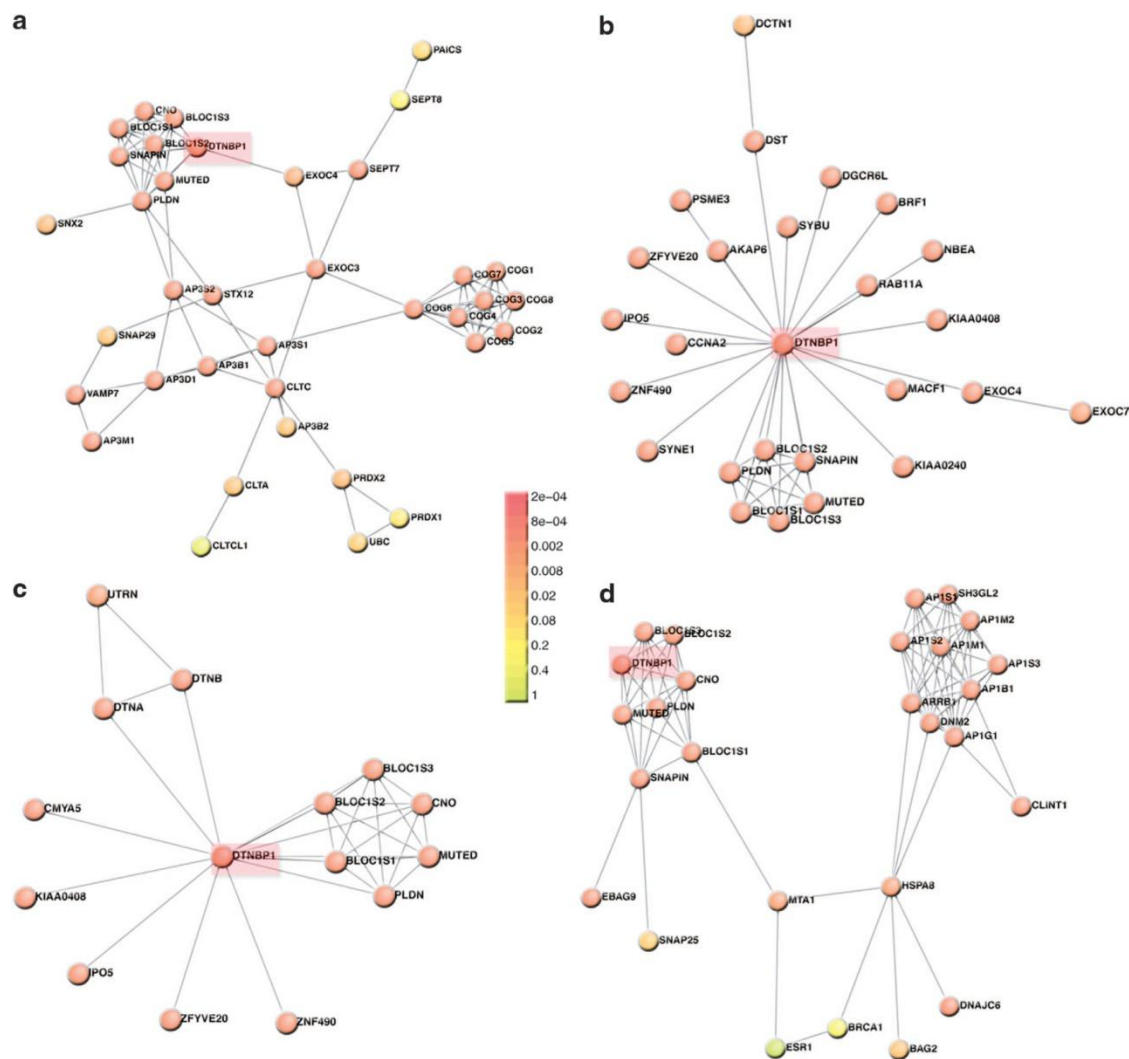 a
PAICS
SEPT8
CNO
BLOC1S3
BLOC1S1
BLOC1S2
DTNBP1
SNAPIN
EXOC4
SEPT7
MUTED
PLDN
SNX2
EXOC3
COG7
COG1
AP3S2
STX12
COG3
COG8
COG6
COG4
COG2
SNAP29
COG5
AP3S1
AP3B1
AP3D1
CLTC
VAMP7
AP3B2
AP3M1
CLTA
PRDX2
PRDX1
UBC
CLTCL1
b
DCTN1
DST
DGCR6L
PSME3
BRF1
SYBU
AKAP6
NBEA
ZFYVE20
RAB11A
IPO5
KIAA0408
CCNA2
DTNBP1
ZNF490
MACF1
EXOC4
EXOC7
SYNE1
BLOC1S2
SNAPIN
KIAA0240
PLDN
MUTED
BLOC1S1
BLOC1S3
2e−04
8e−04
0.002
0.008
0.02
0.08
0.2
0.4
1
c
UTRN
DTNB
DTNA
BLOC1S3
BLOC1S2
CNO
CMYA5
DTNBP1
MUTED
BLOC1S1
PLDN
KIAA0408
IPO5
ZFYVE20
ZNF490
d
AP1S1
SH3GL2
AP1M2
BLOC1S3
BLOC1S2
AP1S2
AP1M1
DTNBP1
AP1S3
CNO
AP1B1
MUTED
PLDN
ARRB1
DNM2
AP1G1
BLOC1S1
SNAPIN
CLINT1
EBAG9
MTA1
HSPA8
SNAP25
DNAJC6
BRCA1
ESR1
BAG2